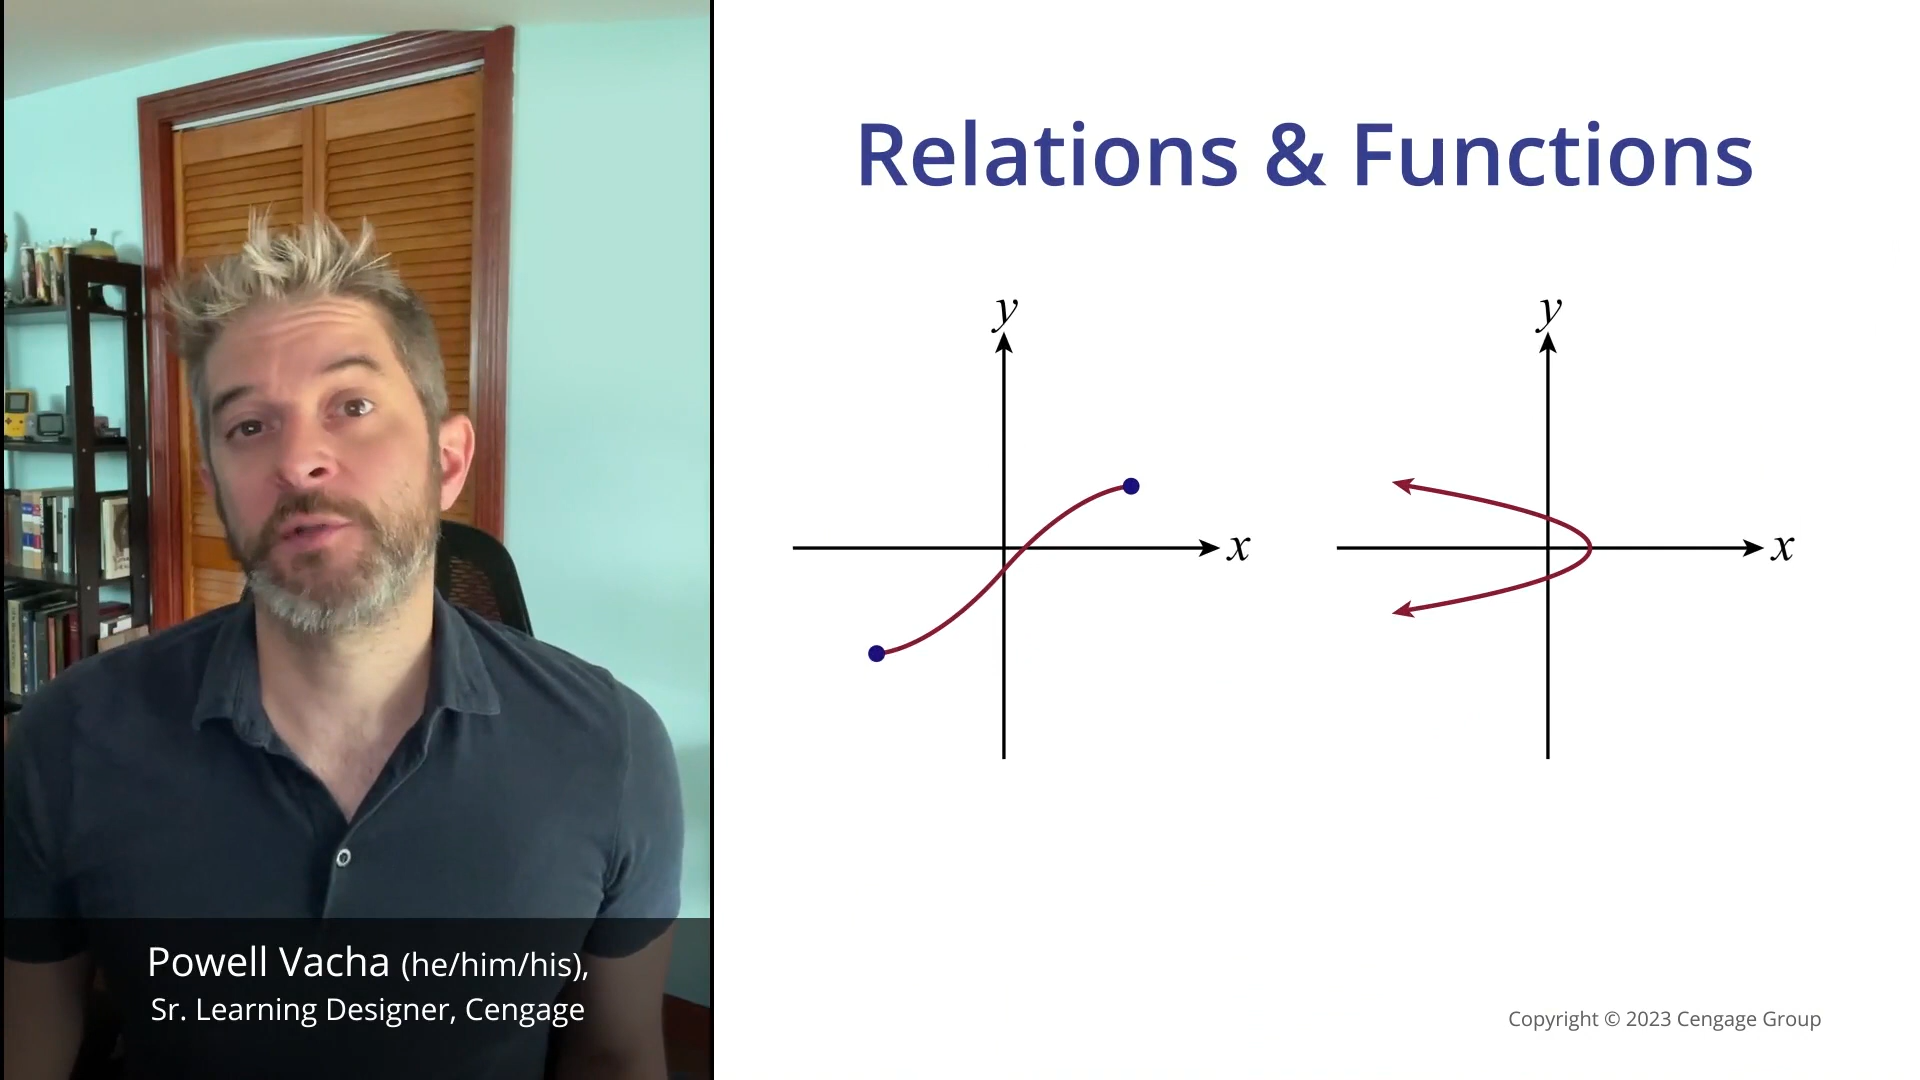 Relations & Functions
y
x
y
x
Powell Vacha (he/him/his),
Sr. Learning Designer, Cengage
Copyright © 2023 Cengage Group